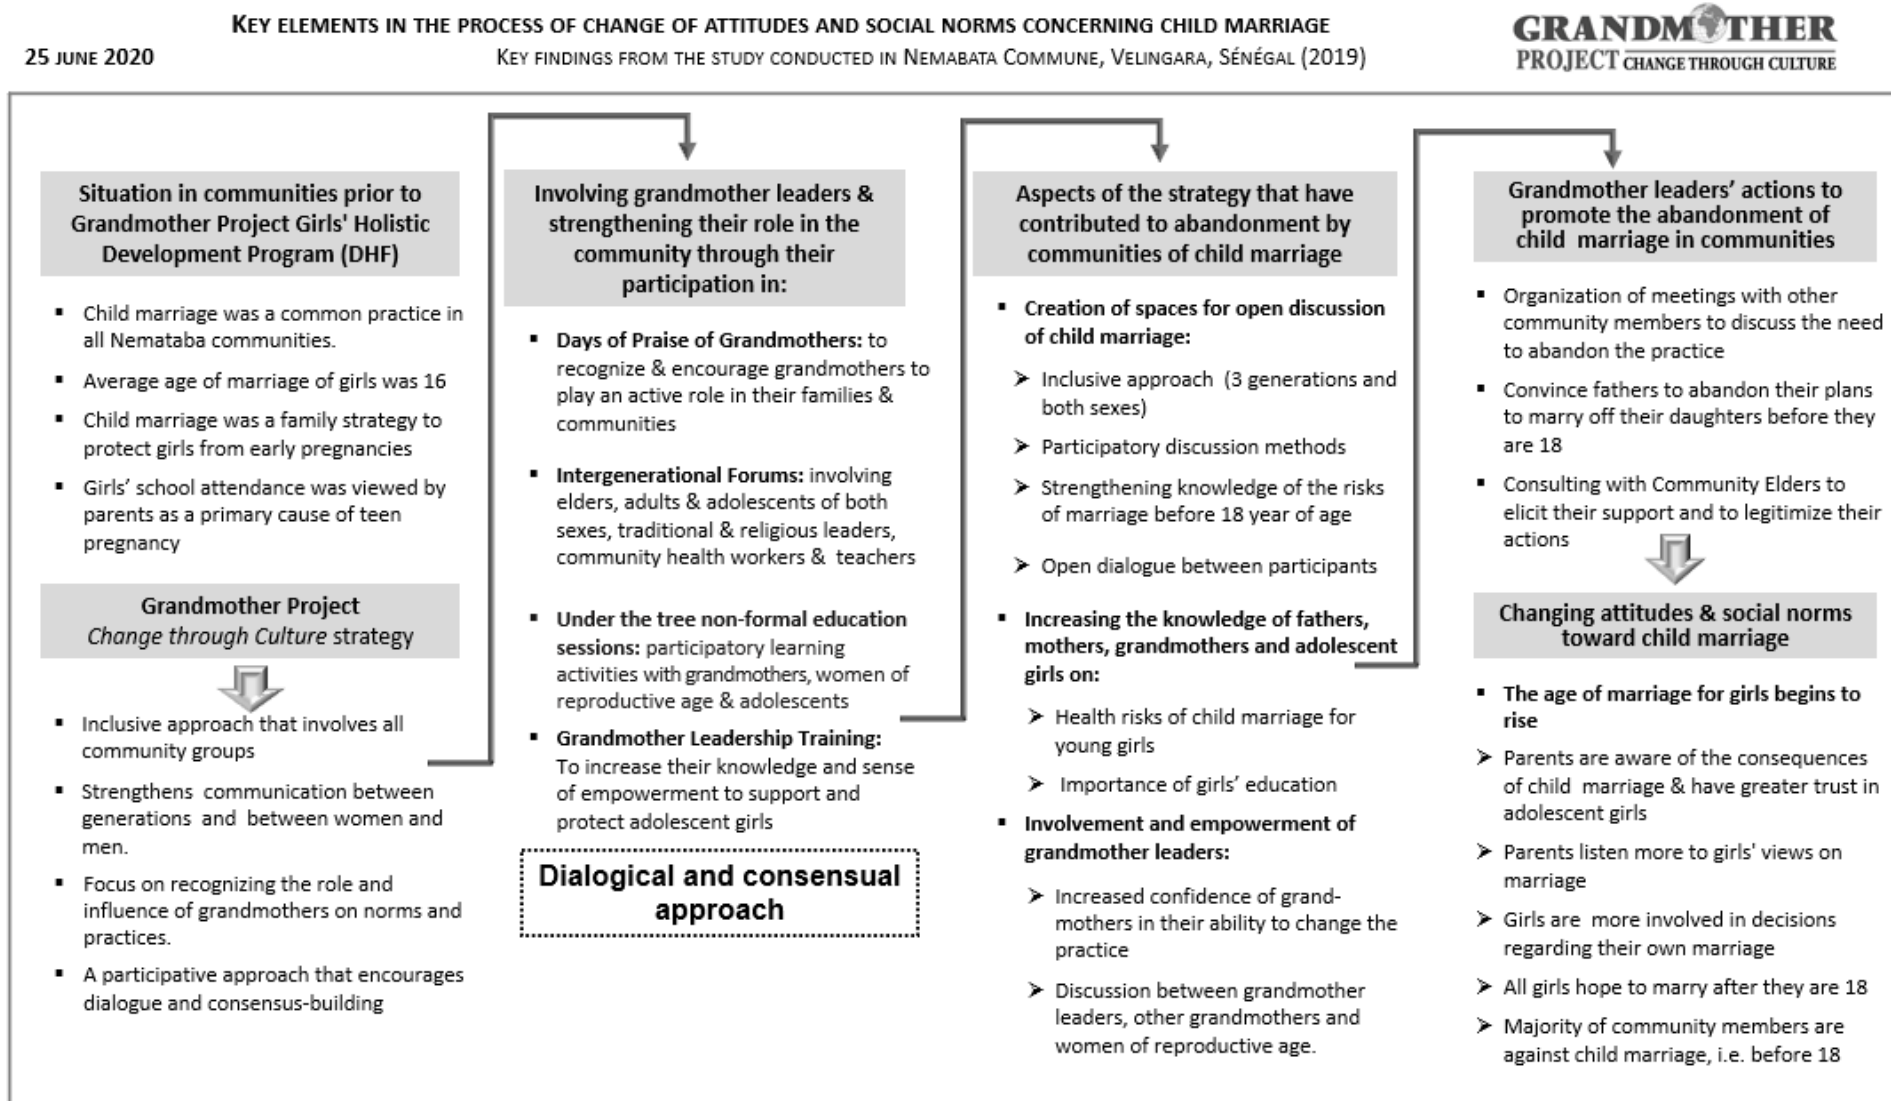 KEY ELEMENTS IN THE PROCESS OF CHANGE OF ATTITUDES AND SOCIAL NORMS CONCERNING CHILD MARRIAGE
25 JUNE 2020
KEY FINDINGS FROM THE STUDY CONDUCTED IN NEMABATA COMMUNE, VELINGARA, SÉNÉGAL (2019)
GRANDMOTHER
PROJECT CHANGE THROUGH CULTURE
Situation in communities prior to
Grandmother Project Girls' Holistic
Development Program (DHF)
▪ Child marriage was a common practice in
all Nemataba communities.
▪ Average age of marriage of girls was 16
▪ Child marriage was a family strategy to
protect girls from early pregnancies
▪ Girls' school attendance was viewed by
parents as a primary cause of teen
pregnancy
Grandmother Project
Change through Culture strategy
▪ Inclusive approach that involves all
community groups
▪ Strengthens communication between
generations and between women and
men.
▪ Focus on recognizing the role and
influence of grandmothers on norms and
practices.
▪ A participative approach that encourages
dialogue and consensus-building
Involving grandmother leaders &
strengthening their role in the
community through their
participation in:
▪ Days of Praise of Grandmothers: to
recognize & encourage grandmothers to
play an active role in their families &
communities
▪ Intergenerational Forums: involving
elders, adults & adolescents of both
sexes, traditional & religious leaders,
community health workers & teachers
▪ Under the tree non-formal education
sessions: participatory learning
activities with grandmothers, women of
reproductive age & adolescents
▪ Grandmother Leadership Training:
To increase their knowledge and sense
of empowerment to support and
protect adolescent girls
Dialogical and consensual
approach
Aspects of the strategy that have
contributed to abandonment by
communities of child marriage
▪ Creation of spaces for open discussion
of child marriage:
➢ Inclusive approach (3 generations and
both sexes)
➢ Participatory discussion methods
➢ Strengthening knowledge of the risks
of marriage before 18 year of age
➢ Open dialogue between participants
▪ Increasing the knowledge of fathers,
mothers, grandmothers and adolescent
girls on:
➢ Health risks of child marriage for
young girls
➢ Importance of girls' education
▪ Involvement and empowerment of
grandmother leaders:
➢ Increased confidence of grand-
mothers in their ability to change the
practice
➢ Discussion between grandmother
leaders, other grandmothers and
women of reproductive age.
Grandmother leaders' actions to
promote the abandonment of
child marriage in communities
▪ Organization of meetings with other
community members to discuss the need
to abandon the practice
▪ Convince fathers to abandon their plans
to marry off their daughters before they
are 18
▪ Consulting with Community Elders to
elicit their support and to legitimize their
actions
Changing attitudes & social norms
toward child marriage
▪ The age of marriage for girls begins to
rise
➢ Parents are aware of the consequences
of child marriage & have greater trust in
adolescent girls
➢ Parents listen more to girls' views on
marriage
➢ Girls are more involved in decisions
regarding their own marriage
➢ All girls hope to marry after they are 18
➢ Majority of community members are
against child marriage, i.e. before 18